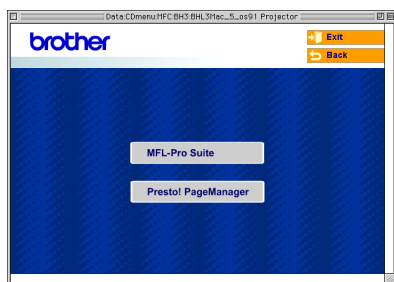 Data:CDmenu:MFC:BH3:BHL3Mac_5_os91 Projector
brother
Exit
Back
MFL-Pro Suite
Presto! PageManager